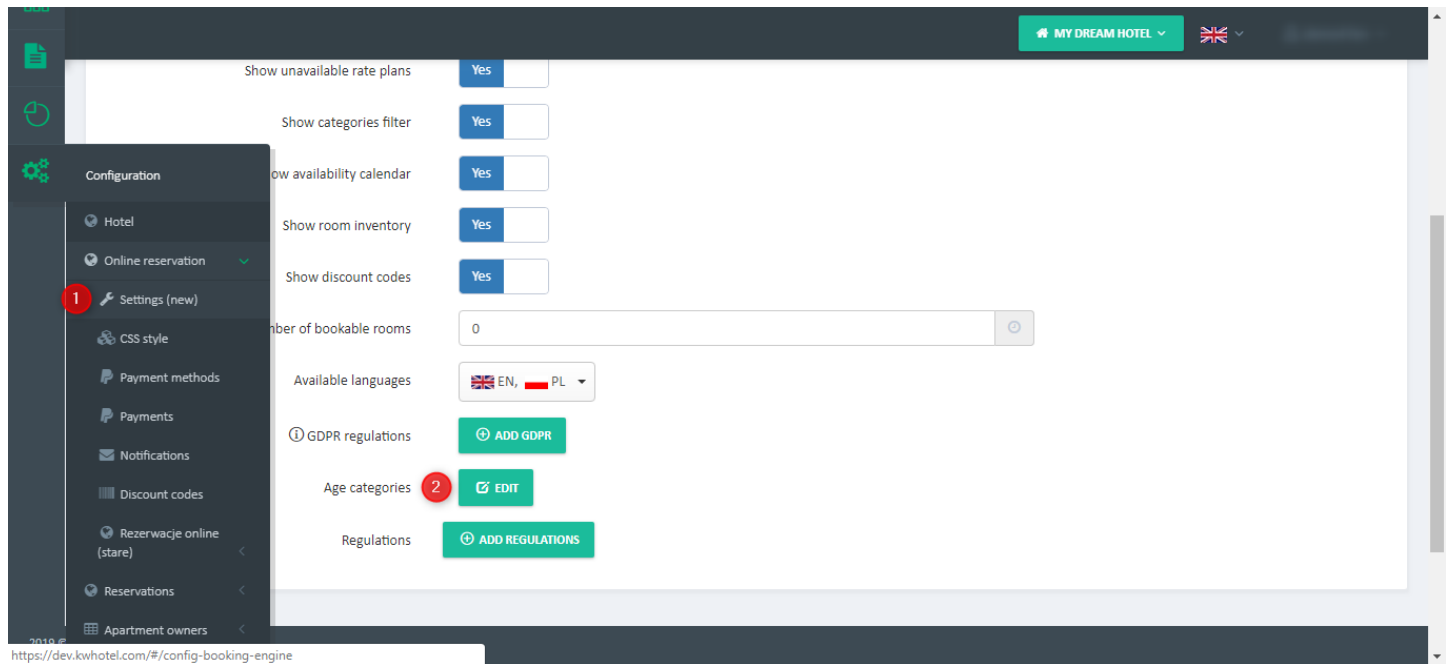 MY DREAM HOTEL
Show unavailable rate plans Yes
Show categories filter Yes
Configuration
ow availability calendar Yes
Hotel
Show room inventory Yes
Online reservation
Show discount codes Yes
1 Settings (new)
nber of bookable rooms 0
CSS style
Payment methods
Available languages EN, PL
Payments
GDPR regulations ADD GDPR
Notifications
Age categories 2 EDIT
Discount codes
Rezerwacje online
(stare)
Regulations ADD REGULATIONS
Reservations
Apartment owners
2019 ©
https://dev.kwhotel.com/#/config-booking-engine